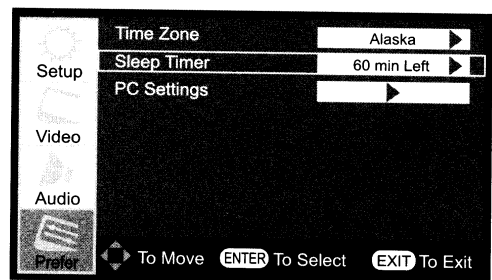 Time Zone Alaska
Setup
Sleep Timer 60 min Left
PC Settings
Video
Audio
Prefer
To Move ENTER To Select EXIT To Exit